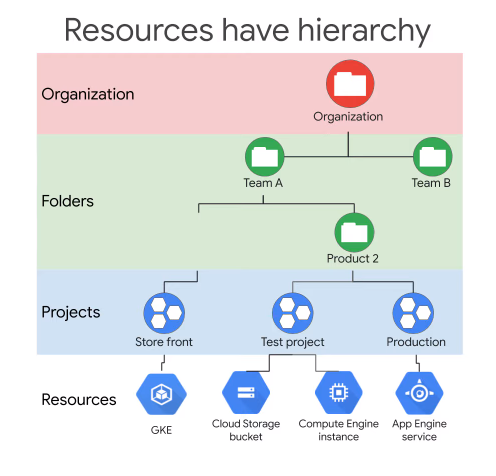 Resources have hierarchy
Organization
Organization
Team A
Team B
Folders
Product 2
Projects
Store front
Test project
Production
Resources
GKE
Cloud Storage
bucket
Compute Engine
instance
App Engine
service